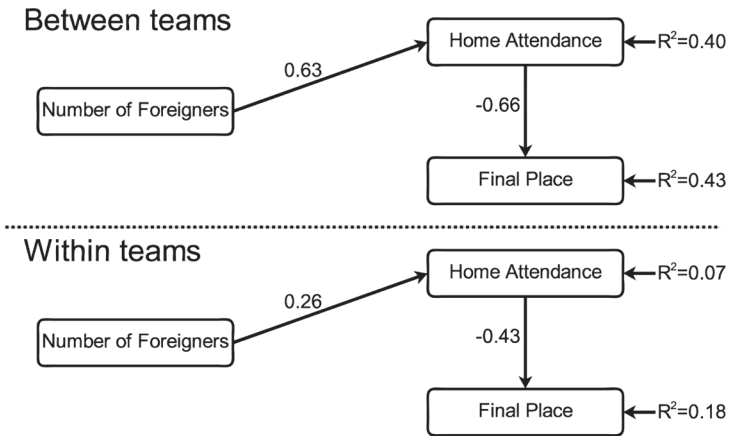 Between teams
Home Attendance
R²=0.40
0.63
Number of Foreigners
-0.66
Final Place
R²=0.43
Within teams
Home Attendance
R²=0.07
0.26
Number of Foreigners
-0.43
Final Place
R²=0.18